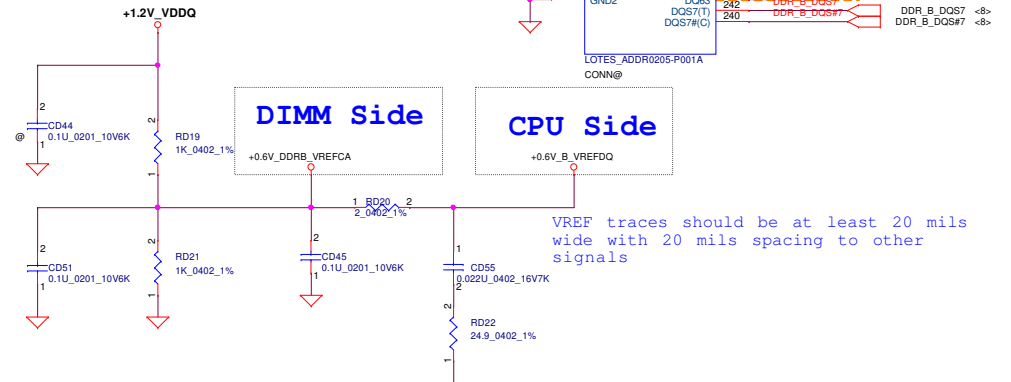 +1.2V_VDDQ
GND2
DQ63
DQS7(T)
DQS7#(C)
242
240
DDR_B_DQS7
DDR_B_DQS#7
DDR_B_DQS7 <8>
DDR_B_DQS#7 <8>
LOTES_ADDR0205-P001A
CONN@
DIMM Side
+0.6V_DDRB_VREFCA
CPU Side
+0.6V_B_VREFDQ
2
CD44
@
0.1U_0201_10V6K
1
2
RD19
1K_0402_1%
1
1
RD20
2
2_0402_1%
VREF traces should be at least 20 mils
wide with 20 mils spacing to other
signals
2
CD51
0.1U_0201_10V6K
1
2
RD21
1K_0402_1%
1
2
CD45
0.1U_0201_10V6K
1
1
CD55
0.022U_0402_16V7K
2
2
RD22
24.9_0402_1%
1